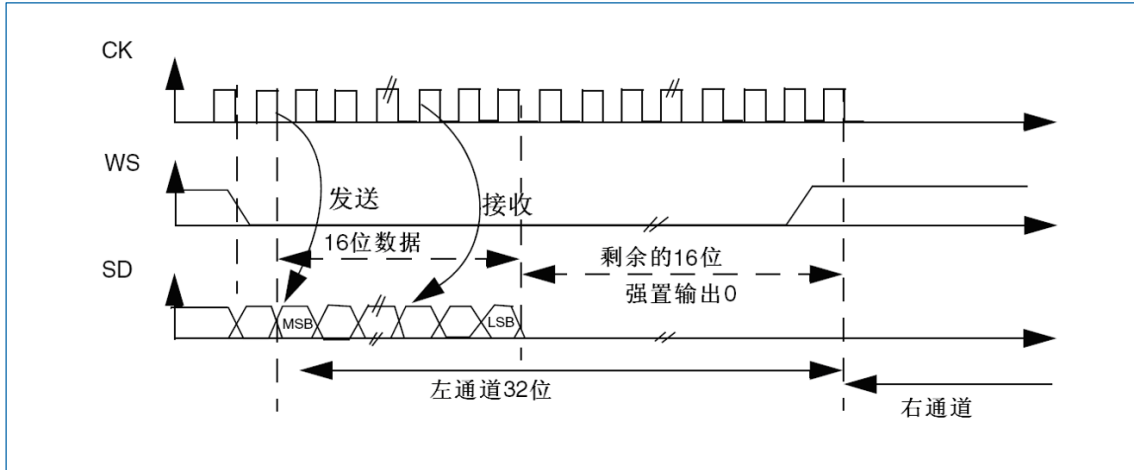 CK
WS
发送
接收
16位数据
剩余的16位
SD
强置输出0
MSB
LSB
左通道32位
右通道